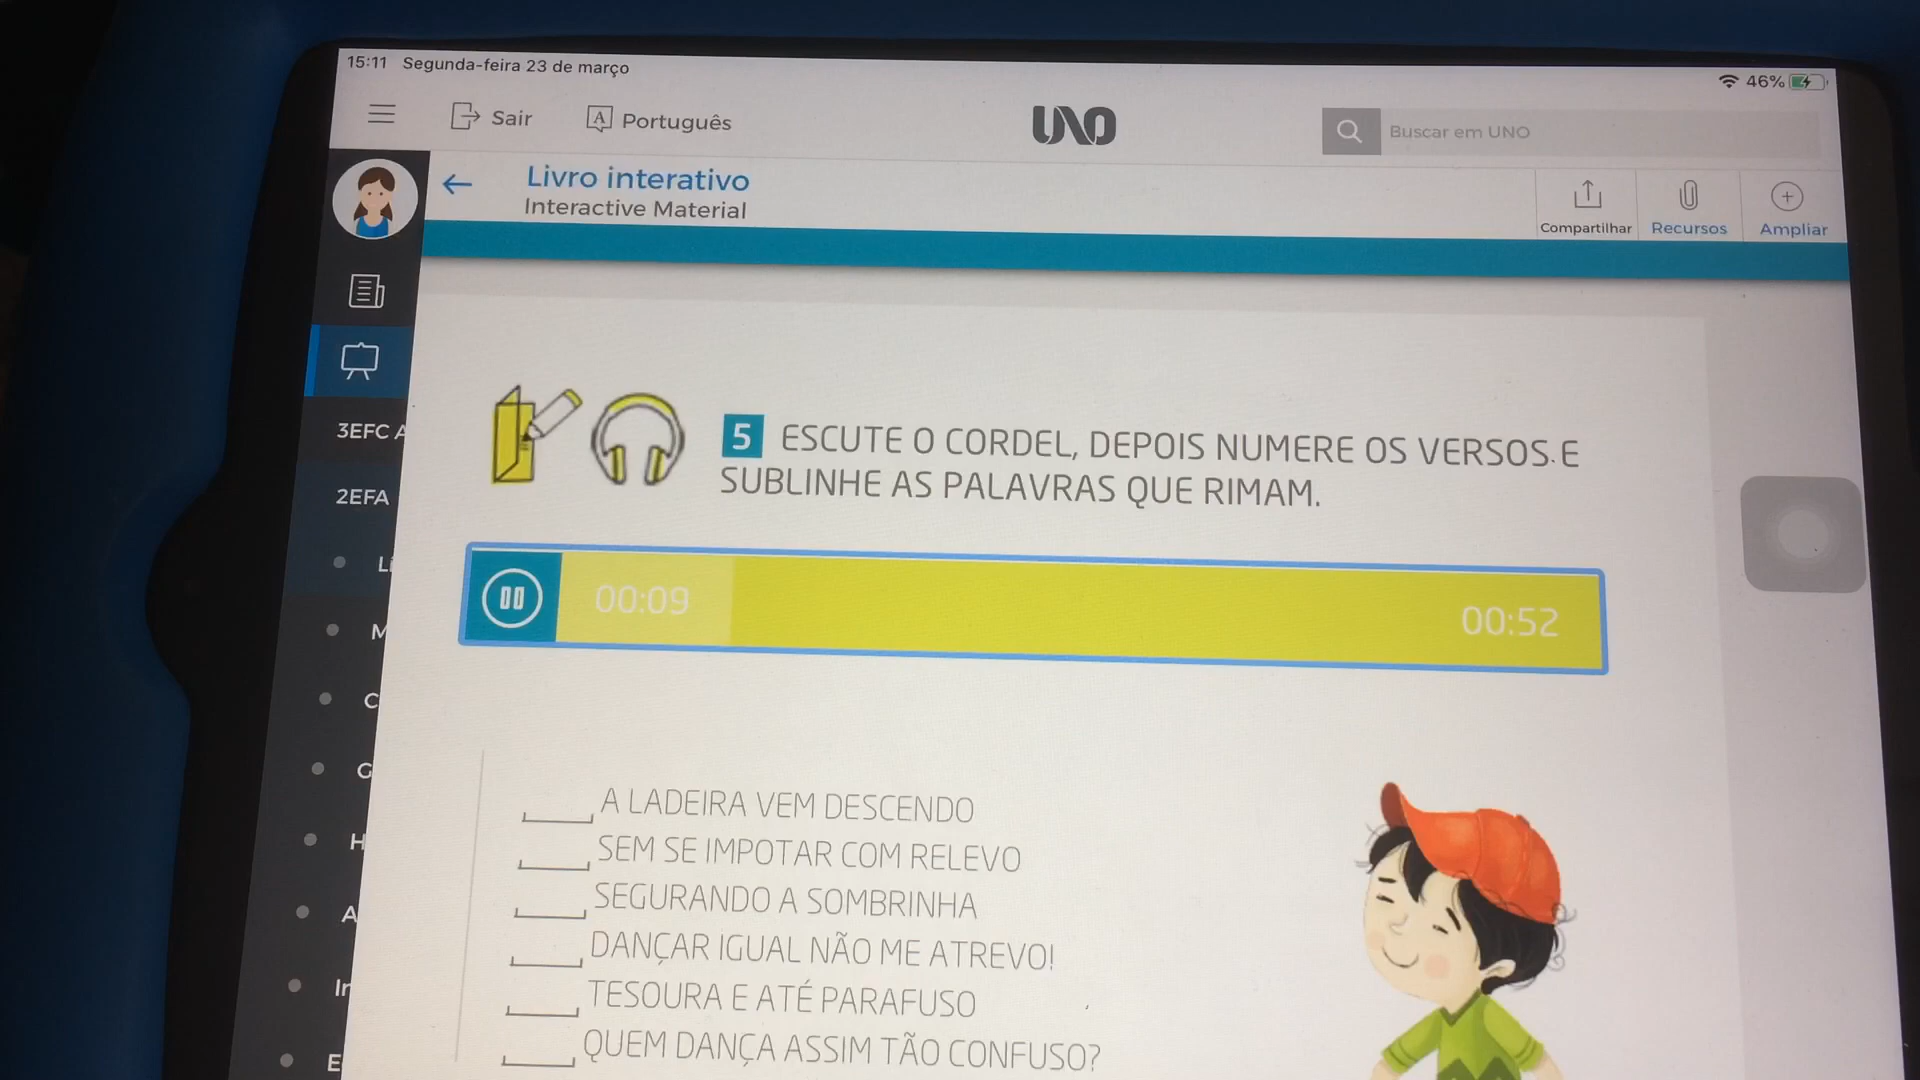 15:11 Segunda-feira 23 de março
46%
Sair
A Português
UNO
Buscar em UNO
Livro interativo
Interactive Material
Compartilhar
Recursos
Ampliar
3EFC A
2EFA
Li
M
C
G
H
A
Ir
E
5 ESCUTE O CORDEL, DEPOIS NUMERE OS VERSOS E
SUBLINHE AS PALAVRAS QUE RIMAM.
00:09
00:52
A LADEIRA VEM DESCENDO
SEM SE IMPOTAR COM RELEVO
SEGURANDO A SOMBRINHA
DANÇAR IGUAL NÃO ME ATREVO!
TESOURA E ATÉ PARAFUSO
QUEM DANÇA ASSIM TÃO CONFUSO?